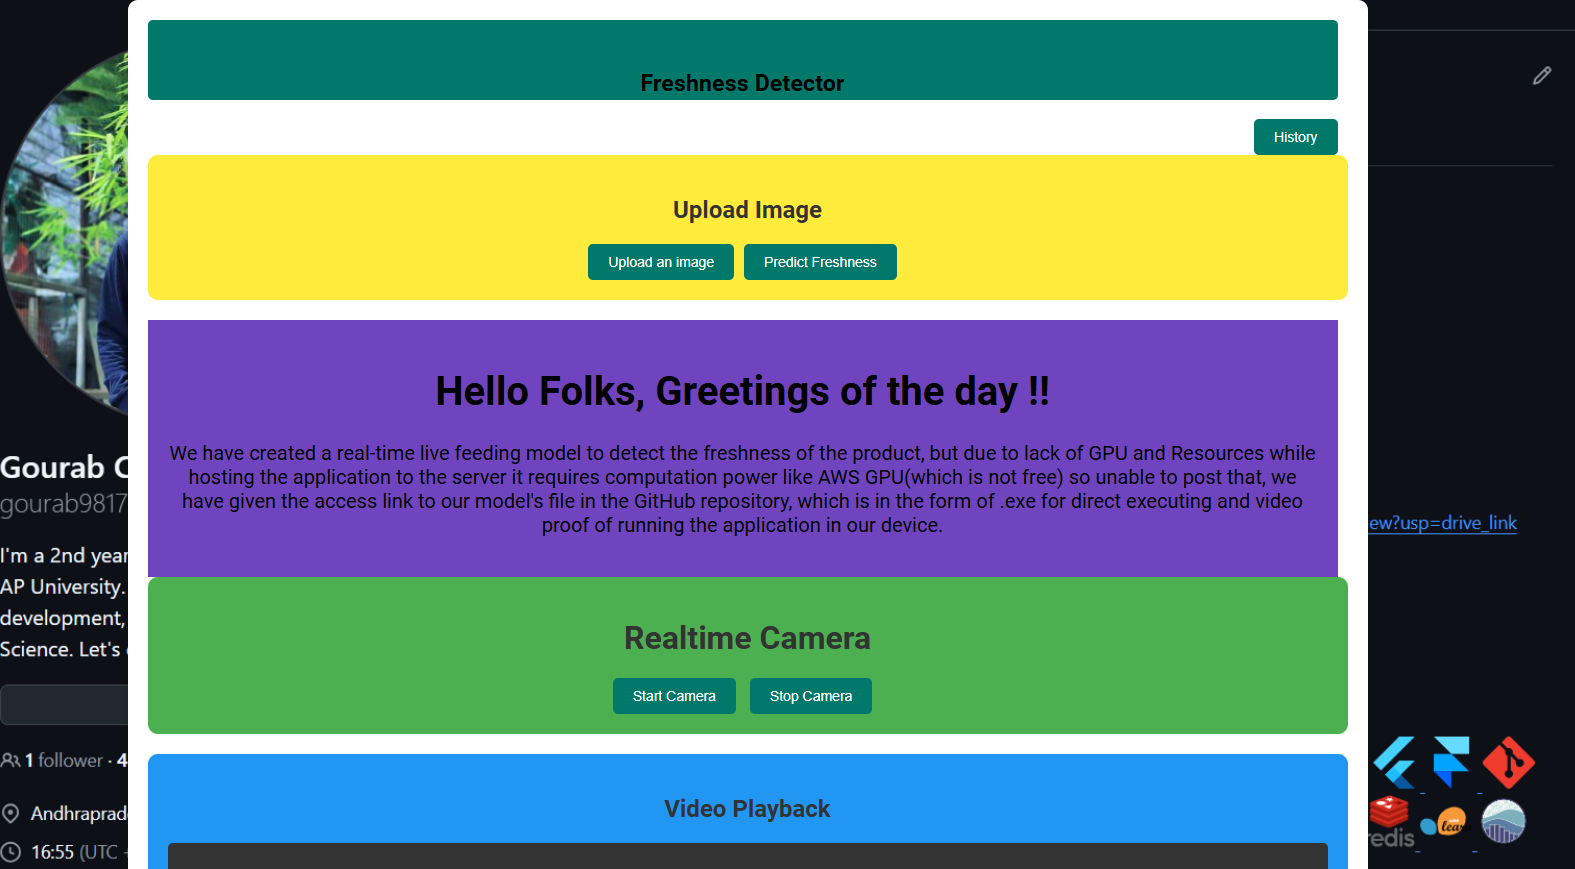 Freshness Detector
History
Upload Image
Upload an image
Predict Freshness
Hello Folks, Greetings of the day !!
We have created a real-time live feeding model to detect the freshness of the product, but due to lack of GPU and Resources while
hosting the application to the server it requires computation power like AWS GPU(which is not free) so unable to post that, we
have given the access link to our model's file in the GitHub repository, which is in the form of .exe for direct executing and video
proof of running the application in our device.
Realtime Camera
Start Camera
Stop Camera
Video Playback
Gourab
gourab9817
I'm a 2nd year
AP University.
development,
Science. Let's
1 follower · 4
Andhraprade
16:55 (UTC
ew?usp=drive_link
redis
learn